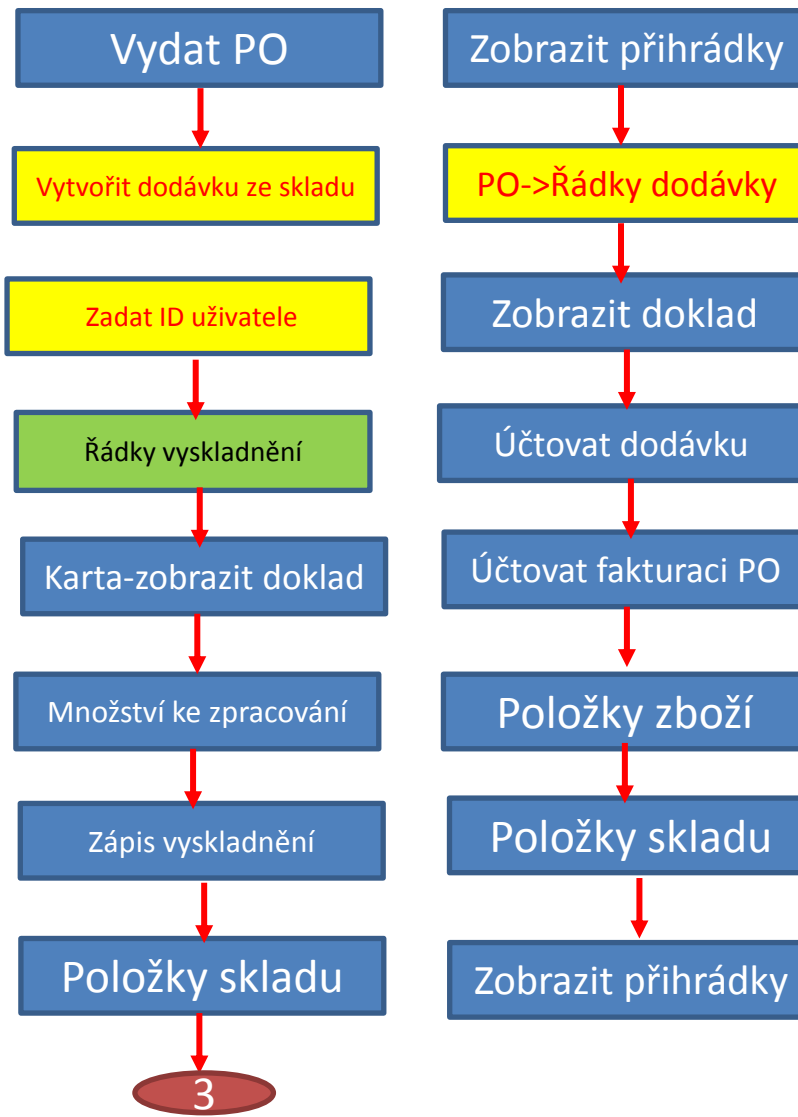 Vydat PO
Vytvořit dodávku ze skladu
Zadat ID uživatele
Řádky vyskladnění
Karta-zobrazit doklad
Množství ke zpracování
Zápis vyskladnění
Položky skladu
3
Zobrazit přihrádky
PO->Řádky dodávky
Zobrazit doklad
Účtovat dodávku
Účtovat fakturaci PO
Položky zboží
Položky skladu
Zobrazit přihrádky